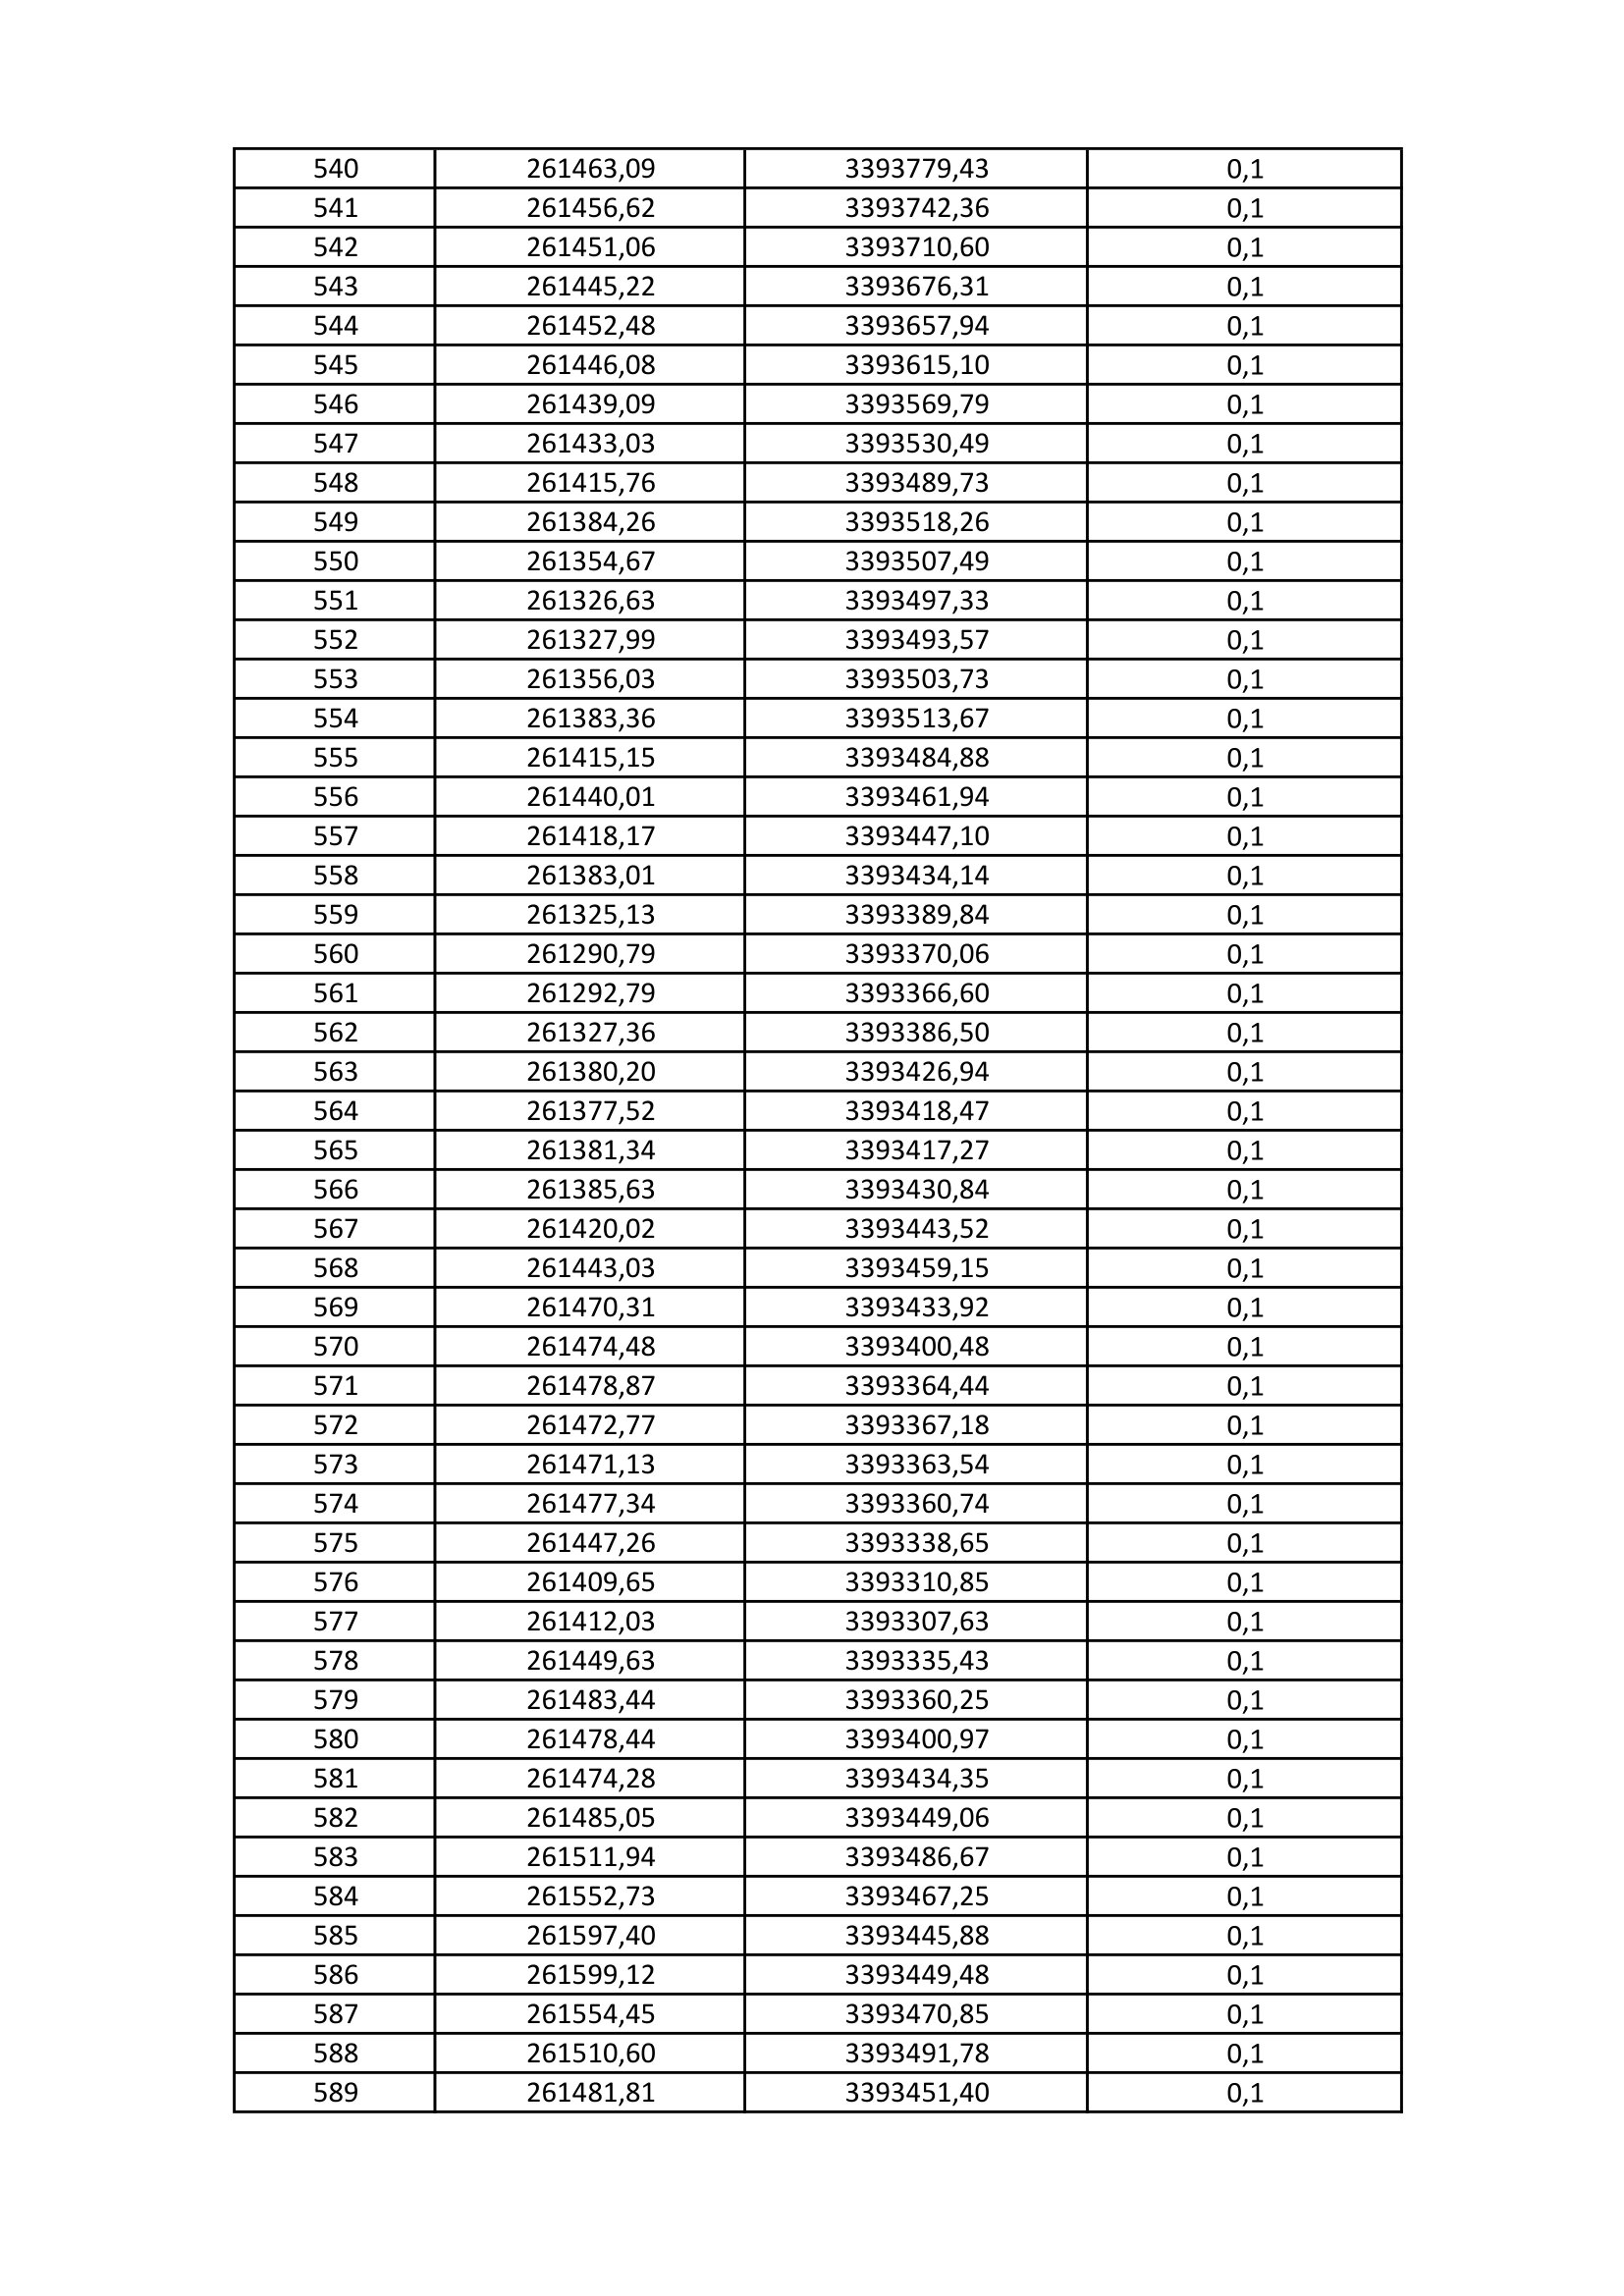 540 261463,09 3393779,43 0,1
541 261456,62 3393742,36 0,1
542 261451,06 3393710,60 0,1
543 261445,22 3393676,31 0,1
544 261452,48 3393657,94 0,1
545 261446,08 3393615,10 0,1
546 261439,09 3393569,79 0,1
547 261433,03 3393530,49 0,1
548 261415,76 3393489,73 0,1
549 261384,26 3393518,26 0,1
550 261354,67 3393507,49 0,1
551 261326,63 3393497,33 0,1
552 261327,99 3393493,57 0,1
553 261356,03 3393503,73 0,1
554 261383,36 3393513,67 0,1
555 261415,15 3393484,88 0,1
556 261440,01 3393461,94 0,1
557 261418,17 3393447,10 0,1
558 261383,01 3393434,14 0,1
559 261325,13 3393389,84 0,1
560 261290,79 3393370,06 0,1
561 261292,79 3393366,60 0,1
562 261327,36 3393386,50 0,1
563 261380,20 3393426,94 0,1
564 261377,52 3393418,47 0,1
565 261381,34 3393417,27 0,1
566 261385,63 3393430,84 0,1
567 261420,02 3393443,52 0,1
568 261443,03 3393459,15 0,1
569 261470,31 3393433,92 0,1
570 261474,48 3393400,48 0,1
571 261478,87 3393364,44 0,1
572 261472,77 3393367,18 0,1
573 261471,13 3393363,54 0,1
574 261477,34 3393360,74 0,1
575 261447,26 3393338,65 0,1
576 261409,65 3393310,85 0,1
577 261412,03 3393307,63 0,1
578 261449,63 3393335,43 0,1
579 261483,44 3393360,25 0,1
580 261478,44 3393400,97 0,1
581 261474,28 3393434,35 0,1
582 261485,05 3393449,06 0,1
583 261511,94 3393486,67 0,1
584 261552,73 3393467,25 0,1
585 261597,40 3393445,88 0,1
586 261599,12 3393449,48 0,1
587 261554,45 3393470,85 0,1
588 261510,60 3393491,78 0,1
589 261481,81 3393451,40 0,1